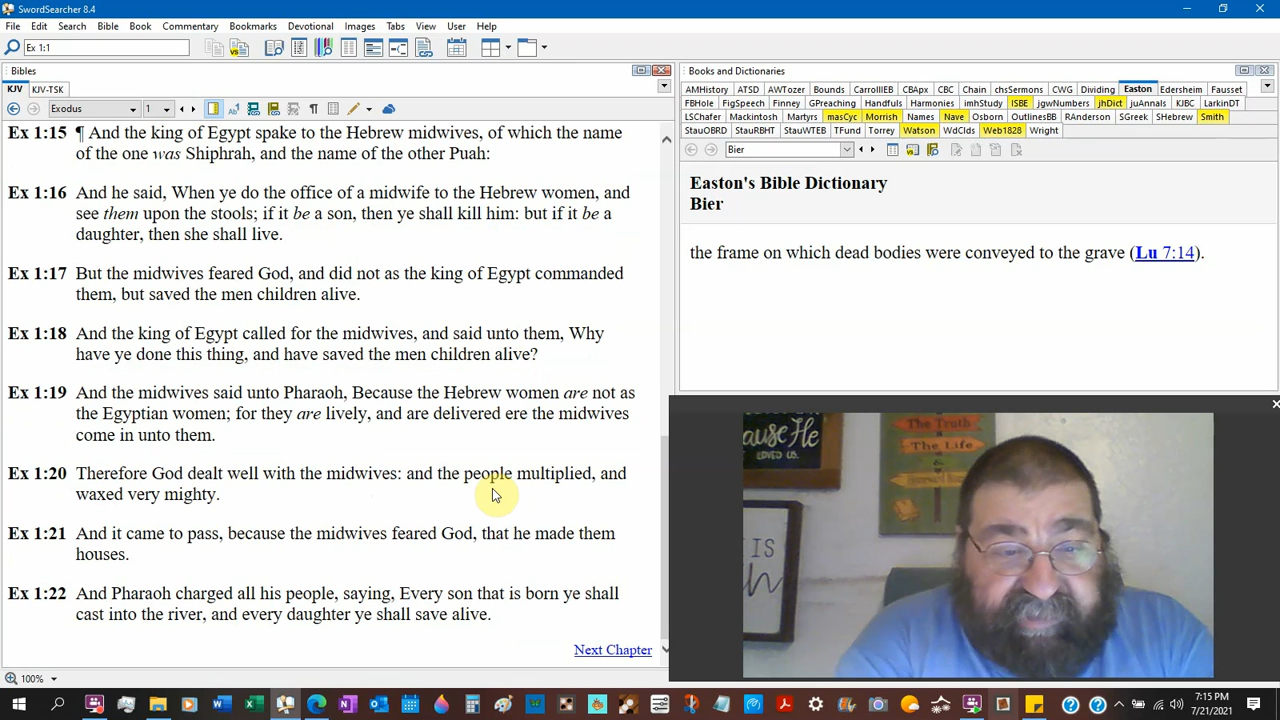 SwordSearcher 8.4
File Edit Search Bible Book Commentary Bookmarks Devotional Images Tabs View User Help
Ex 1:1
Bibles
KJV KJV-TSK
Exodus 1
Ex 1:15 ¶ And the king of Egypt spake to the Hebrew midwives, of which the name
of the one was Shiphrah, and the name of the other Puah:
Ex 1:16 And he said, When ye do the office of a midwife to the Hebrew women, and
see them upon the stools; if it be a son, then ye shall kill him: but if it be a
daughter, then she shall live.
Ex 1:17 But the midwives feared God, and did not as the king of Egypt commanded
them, but saved the men children alive.
Ex 1:18 And the king of Egypt called for the midwives, and said unto them, Why
have ye done this thing, and have saved the men children alive?
Ex 1:19 And the midwives said unto Pharaoh, Because the Hebrew women are not as
the Egyptian women; for they are lively, and are delivered ere the midwives
come in unto them.
Ex 1:20 Therefore God dealt well with the midwives: and the people multiplied, and
waxed very mighty.
Ex 1:21 And it came to pass, because the midwives feared God, that he made them
houses.
Ex 1:22 And Pharaoh charged all his people, saying, Every son that is born ye shall
cast into the river, and every daughter ye shall save alive.
Next Chapter
100%
Books and Dictionaries
AMHistory ATSD AWTozer Bounds CarrollIEB CBApx CBC Chain chsSermons CWG Dividing Easton Edersheim Fausset
FBHole FigSpeech Finney GPreaching Handfuls Harmonies imhStudy ISBE jgwNumbers jhDict juAnnals KJBC LarkinDT
LSChafer Mackintosh Martyrs masCyc Morrish Names Nave Osborn OutlinesBB RAnderson SGreek SHebrew Smith
StauOBRD StauRBHT StauWTEB TFund Torrey Watson WdClds Web1828 Wright
Bier
Easton's Bible Dictionary
Bier
the frame on which dead bodies were conveyed to the grave (Lu 7:14).
ause He
LOVED US.
The Truth
The Life
&
IS
7:15 PM
7/21/2021